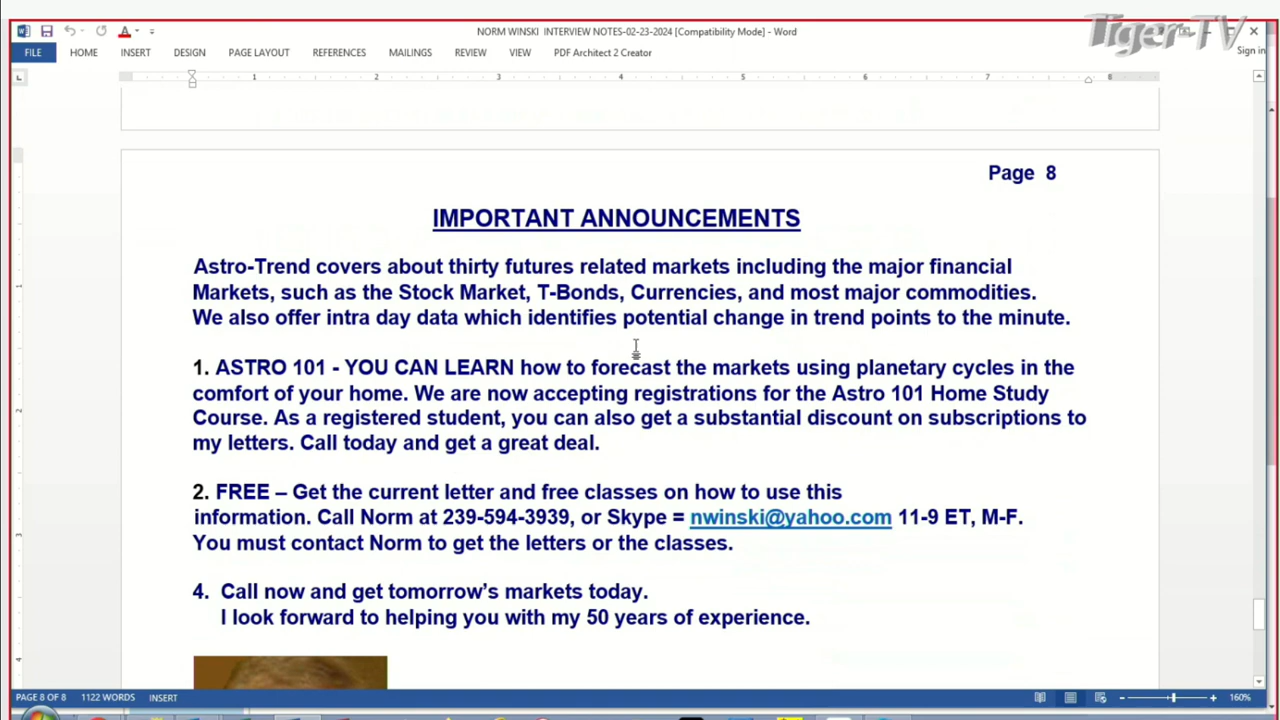 Tiger-TV
NORM WINSKI INTERVIEW NOTES-02-23-2024 [Compatibility Mode] - Word
FILE HOME INSERT DESIGN PAGE LAYOUT REFERENCES MAILINGS REVIEW VIEW PDF Architect 2 Creator Sign in
1 2 3 4 5 6 7 8
Page 8
IMPORTANT ANNOUNCEMENTS
Astro-Trend covers about thirty futures related markets including the major financial
Markets, such as the Stock Market, T-Bonds, Currencies, and most major commodities.
We also offer intra day data which identifies potential change in trend points to the minute.
1. ASTRO 101 - YOU CAN LEARN how to forecast the markets using planetary cycles in the
comfort of your home. We are now accepting registrations for the Astro 101 Home Study
Course. As a registered student, you can also get a substantial discount on subscriptions to
my letters. Call today and get a great deal.
2. FREE – Get the current letter and free classes on how to use this
information. Call Norm at 239-594-3939, or Skype = nwinski@yahoo.com 11-9 ET, M-F.
You must contact Norm to get the letters or the classes.
4. Call now and get tomorrow's markets today.
I look forward to helping you with my 50 years of experience.
PAGE 8 OF 8 1122 WORDS INSERT 160%